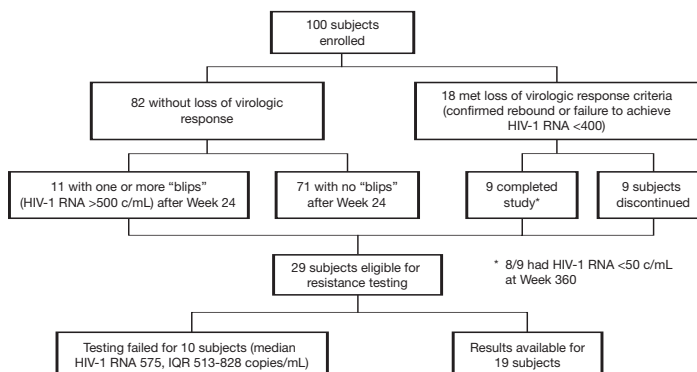 100 subjects
enrolled
82 without loss of virologic
response
18 met loss of virologic response criteria
(confirmed rebound or failure to achieve
HIV-1 RNA <400)
11 with one or more “blips”
(HIV-1 RNA >500 c/mL) after Week 24
71 with no “blips”
after Week 24
9 completed
study*
9 subjects
discontinued
29 subjects eligible for
resistance testing
* 8/9 had HIV-1 RNA <50 c/mL
at Week 360
Testing failed for 10 subjects (median
HIV-1 RNA 575, IQR 513-828 copies/mL)
Results available for
19 subjects